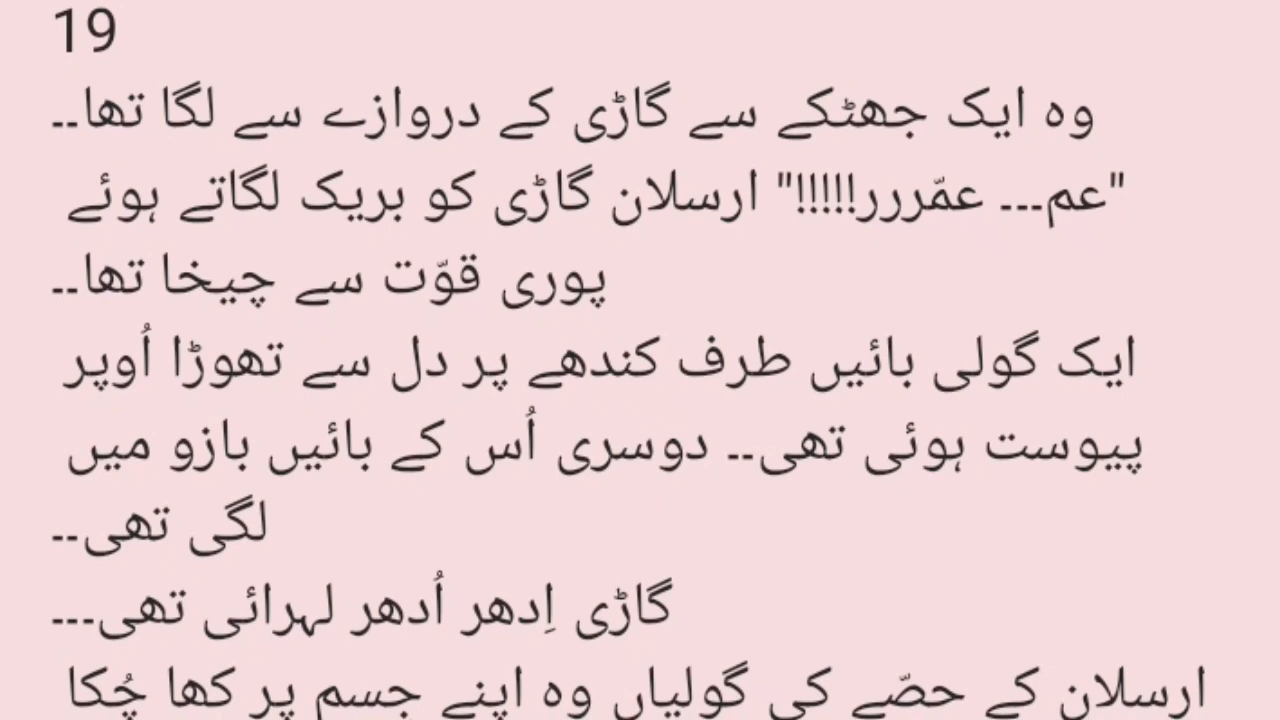 19
وہ ایک جھٹکے سے گاڑی کے دروازے سے لگا تھا۔۔
"عم۔۔۔ عمّررر!!!!!" ارسلان گاڑی کو بریک لگاتے ہوئے
پوری قوّت سے چیخا تھا۔۔
ایک گولی بائیں طرف کندھے پر دل سے تھوڑا اُوپر
پیوست ہوئی تھی۔۔ دوسری اُس کے بائیں بازو میں
لگی تھی۔۔
گاڑی اِدھر اُدھر لہرائی تھی۔۔۔
ارسلان کے حصّے کی گولیاں وہ اپنے جسم پر کھا چُکا